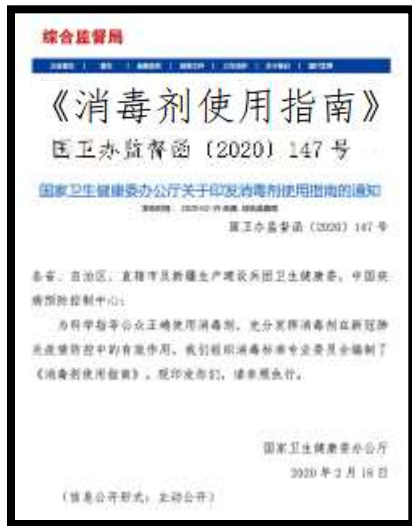 综合监督局
《消毒剂使用指南》
国卫办监督函〔2020〕147号
国家卫生健康委办公厅关于印发消毒剂使用指南的通知
国卫办监督函〔2020〕147号
各省、自治区、直辖市及新疆生产建设兵团卫生健康委，中国疾
病预防控制中心：
为科学指导公众正确使用消毒剂，充分发挥消毒剂在新冠肺
炎疫情防控中的有效作用，我们组织消毒标准专业委员会编制了
《消毒剂使用指南》。现印发你们，请参照执行。
国家卫生健康委办公厅
2020年2月18日
（信息公开形式：主动公开）